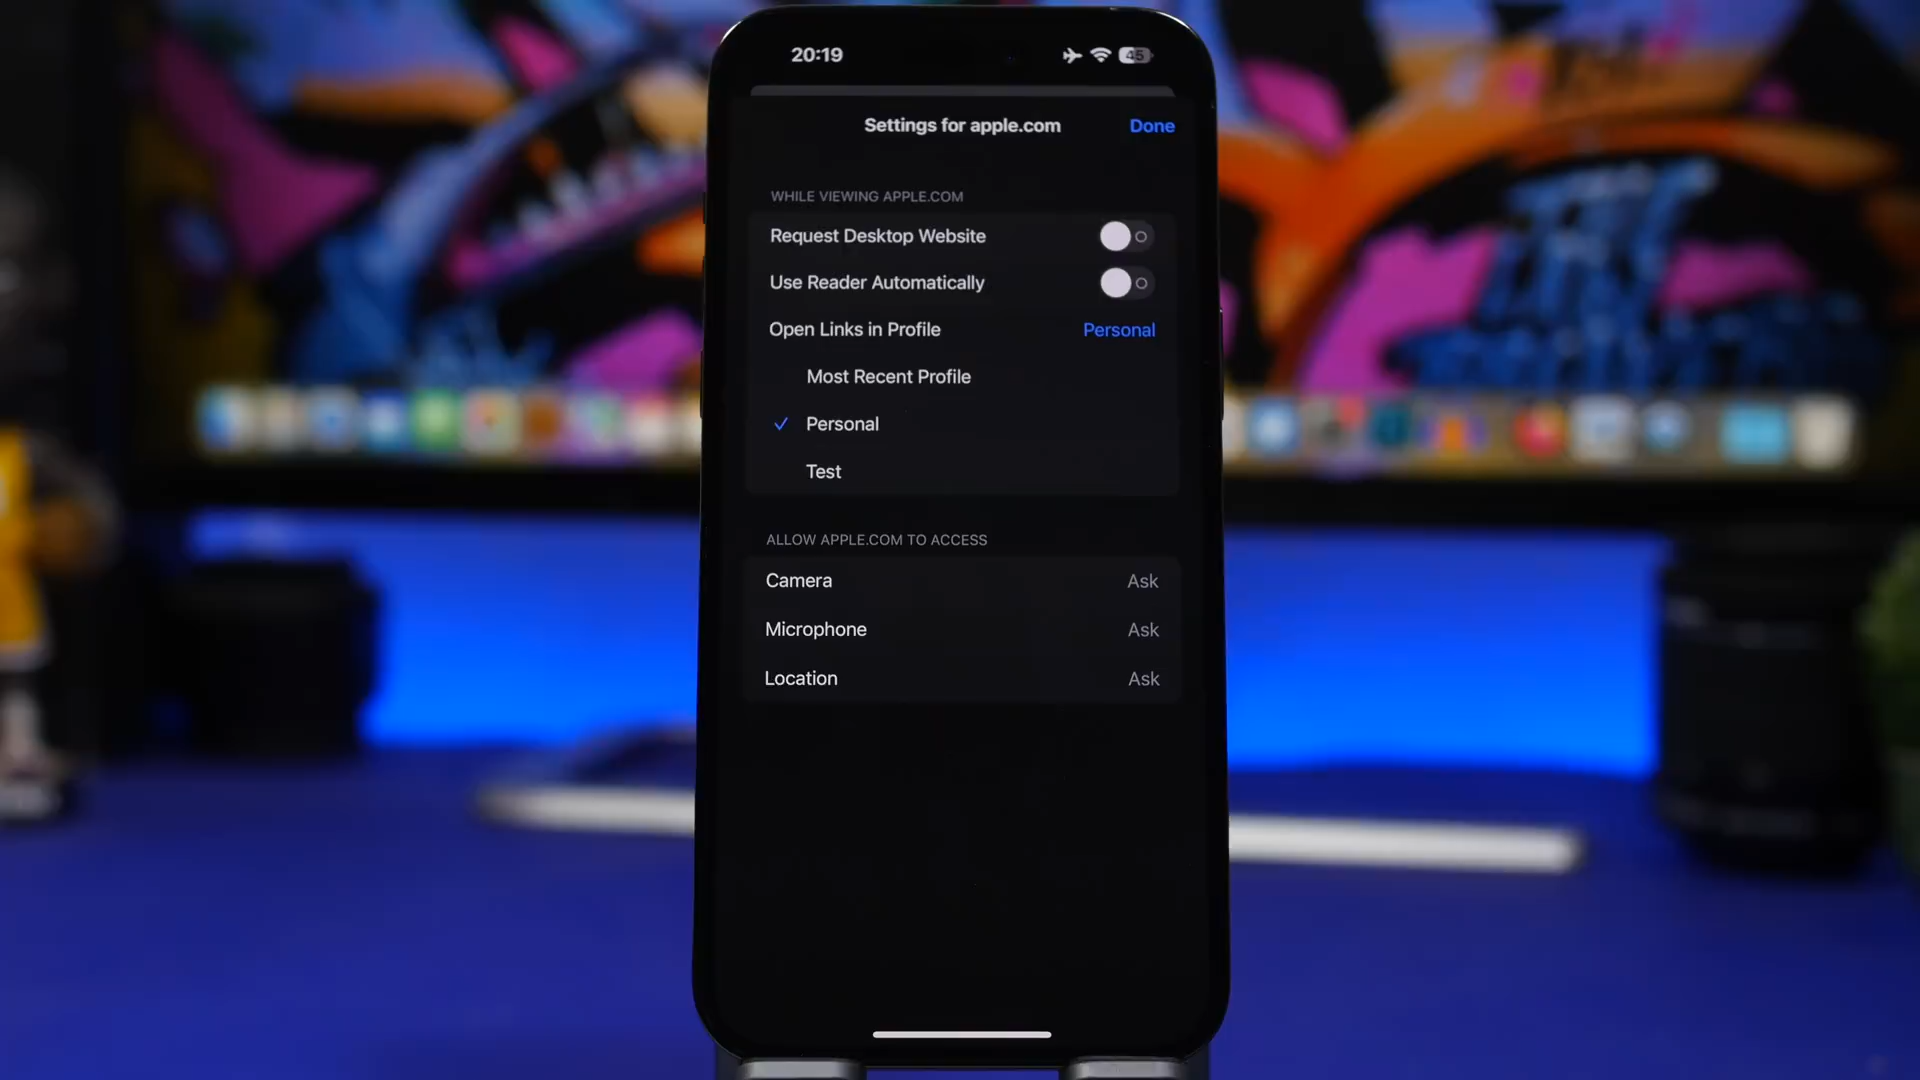 20:19
45
Settings for apple.com
Done
WHILE VIEWING APPLE.COM
Request Desktop Website
Use Reader Automatically
Open Links in Profile
Personal
Most Recent Profile
Personal
Test
ALLOW APPLE.COM TO ACCESS
Camera
Ask
Microphone
Ask
Location
Ask